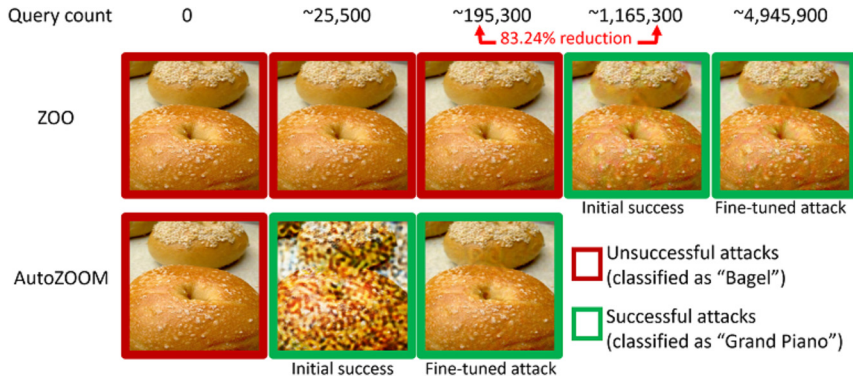 Query count 0 ~25,500 ~195,300 ~1,165,300 ~4,945,900
83.24% reduction
ZOO
Initial success Fine-tuned attack
AutoZOOM
Unsuccessful attacks
(classified as “Bagel”)
Successful attacks
(classified as “Grand Piano”)
Initial success Fine-tuned attack